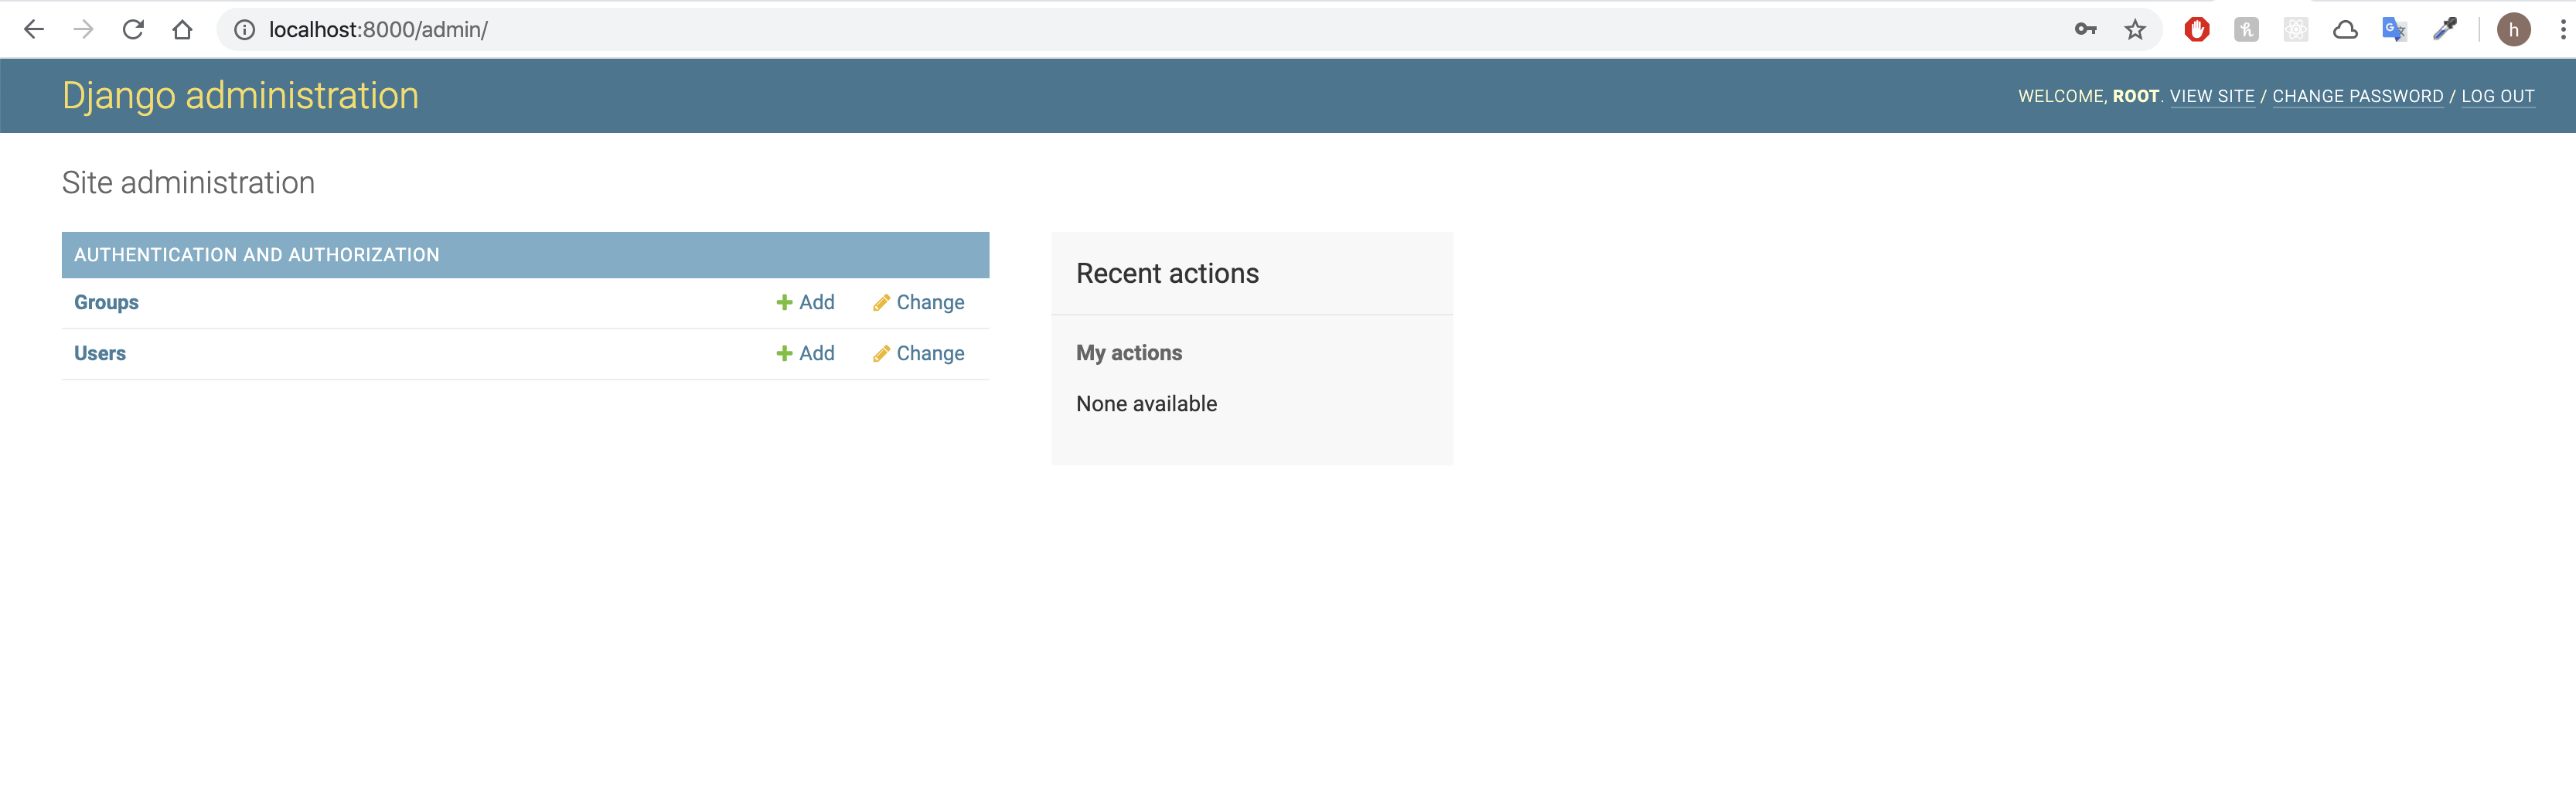 localhost:8000/admin/
h
Django administration
WELCOME, ROOT. VIEW SITE / CHANGE PASSWORD / LOG OUT
Site administration
AUTHENTICATION AND AUTHORIZATION
Groups Add Change
Users Add Change
Recent actions
My actions
None available